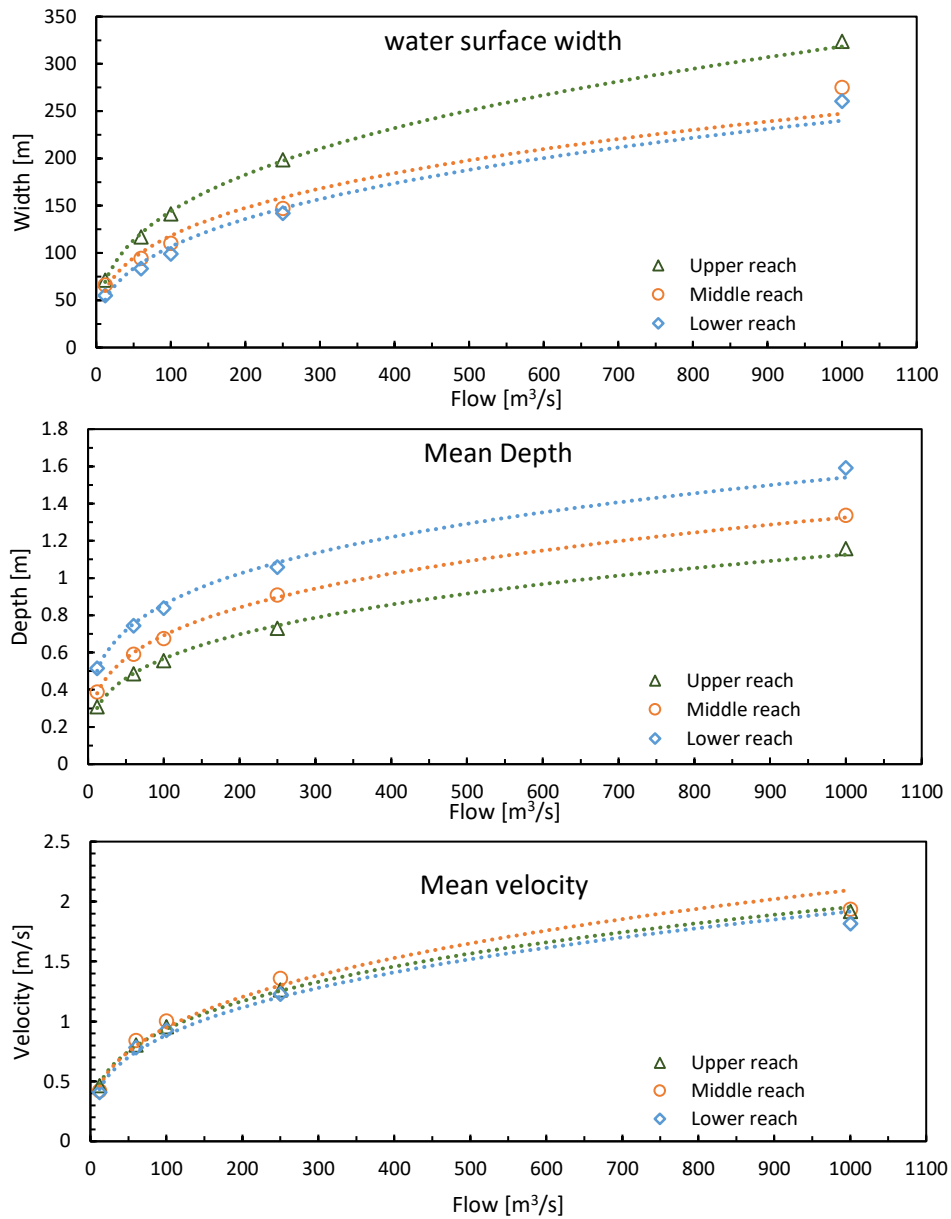 water surface width
Width [m]
350
300
250
200
150
100
50
0
Upper reach
Middle reach
Lower reach
0 100 200 300 400 500 600 700 800 900 1000 1100
Flow [m³/s]
Mean Depth
Depth [m]
1.8
1.6
1.4
1.2
1
0.8
0.6
0.4
0.2
0
Upper reach
Middle reach
Lower reach
0 100 200 300 400 500 600 700 800 900 1000 1100
Flow [m³/s]
Mean velocity
Velocity [m/s]
2.5
2
1.5
1
0.5
0
Upper reach
Middle reach
Lower reach
0 100 200 300 400 500 600 700 800 900 1000 1100
Flow [m³/s]